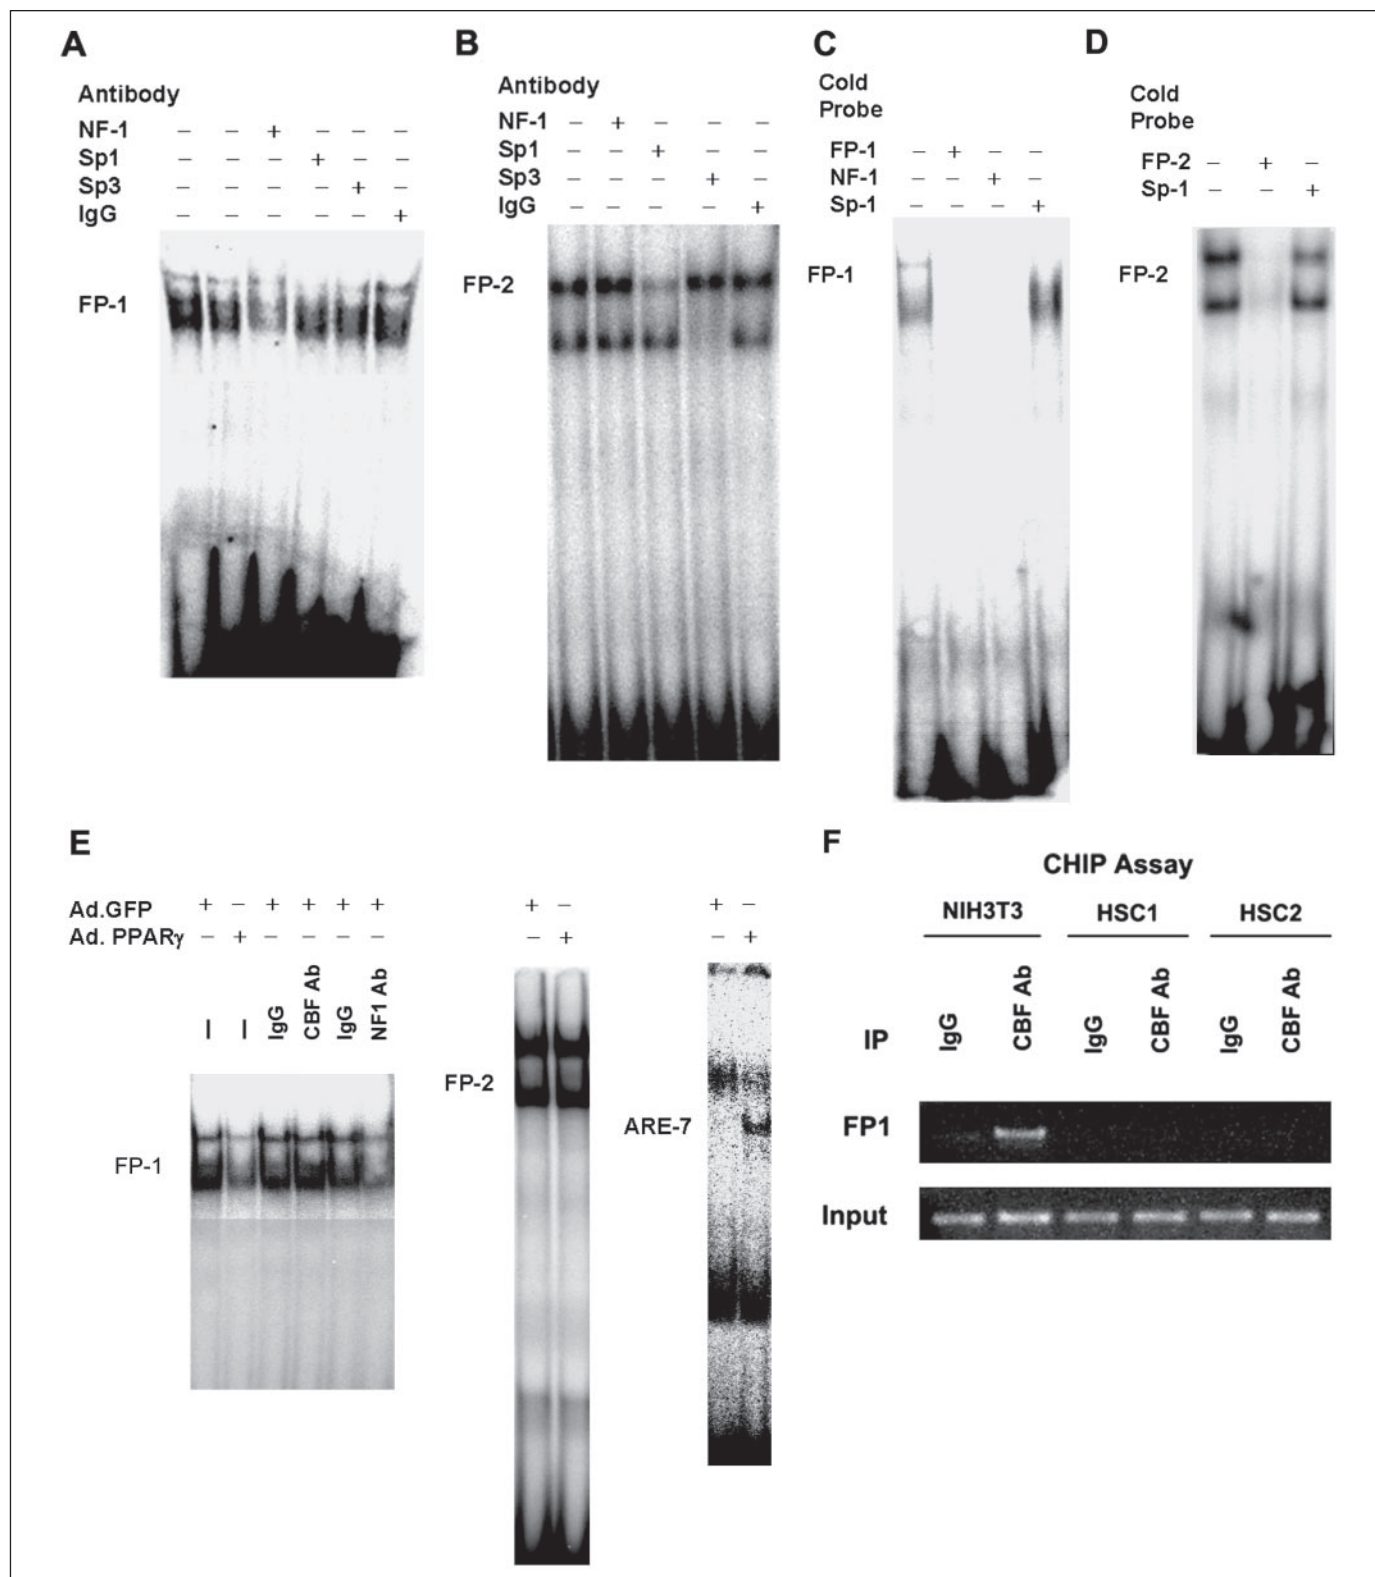 A
Antibody
NF-1 – – + – – –
Sp1 – – – + – –
Sp3 – – – – + –
IgG – – – – – +
FP-1
B
Antibody
NF-1 – + – – –
Sp1 – – + – –
Sp3 – – – + –
IgG – – – – +
FP-2
C
Cold
Probe
FP-1 – + – –
NF-1 – – + –
Sp-1 – – – +
FP-1
D
Cold
Probe
FP-2 – + –
Sp-1 – – +
FP-2
E
Ad.GFP + – + + + + + – + –
Ad. PPARγ – + – – – – – + – +
– – IgG CBF Ab IgG NF1 Ab
FP-1
FP-2
ARE-7
F
CHIP Assay
NIH3T3 HSC1 HSC2
IP IgG CBF Ab IgG CBF Ab IgG CBF Ab
FP1
Input